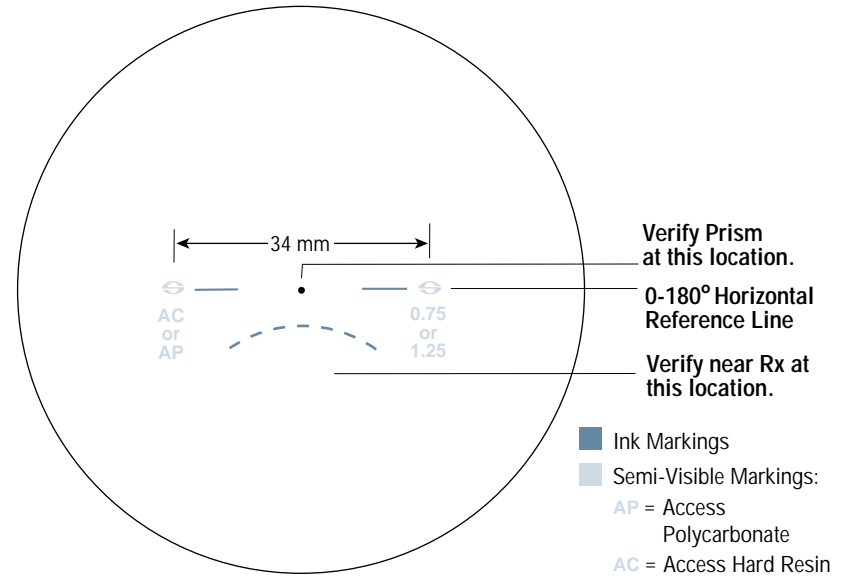 34 mm
Verify Prism
at this location.
0-180° Horizontal
Reference Line
AC
or
AP
0.75
or
1.25
Verify near Rx at
this location.
Ink Markings
Semi-Visible Markings:
AP = Access
Polycarbonate
AC = Access Hard Resin